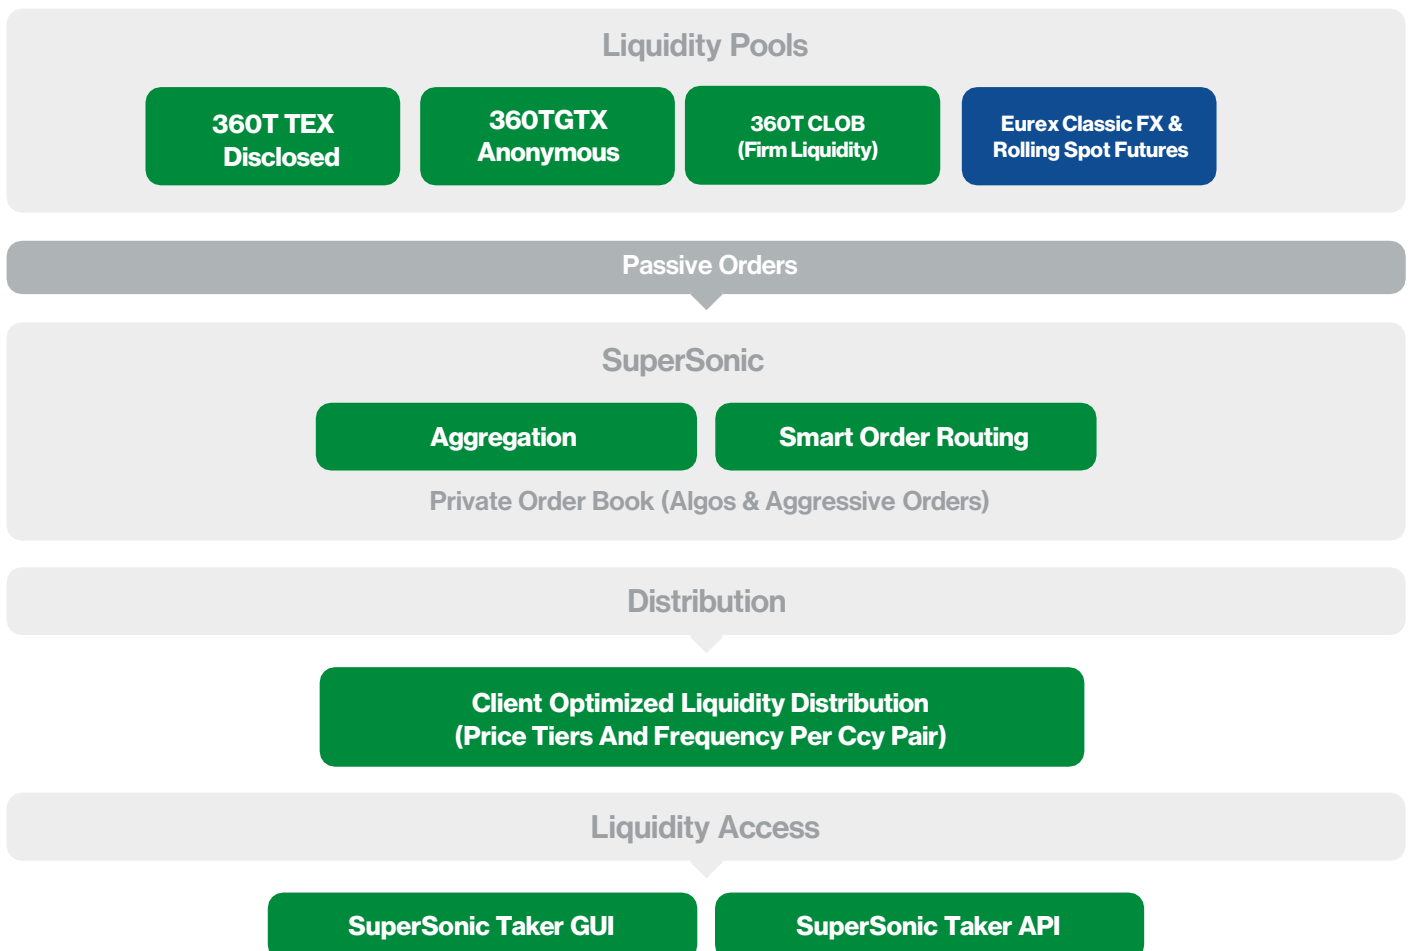 Liquidity Pools
360T TEX
Disclosed
360TGTX
Anonymous
360T CLOB
(Firm Liquidity)
Eurex Classic FX &
Rolling Spot Futures
Passive Orders
SuperSonic
Aggregation
Smart Order Routing
Private Order Book (Algos & Aggressive Orders)
Distribution
Client Optimized Liquidity Distribution
(Price Tiers And Frequency Per Ccy Pair)
Liquidity Access
SuperSonic Taker GUI
SuperSonic Taker API